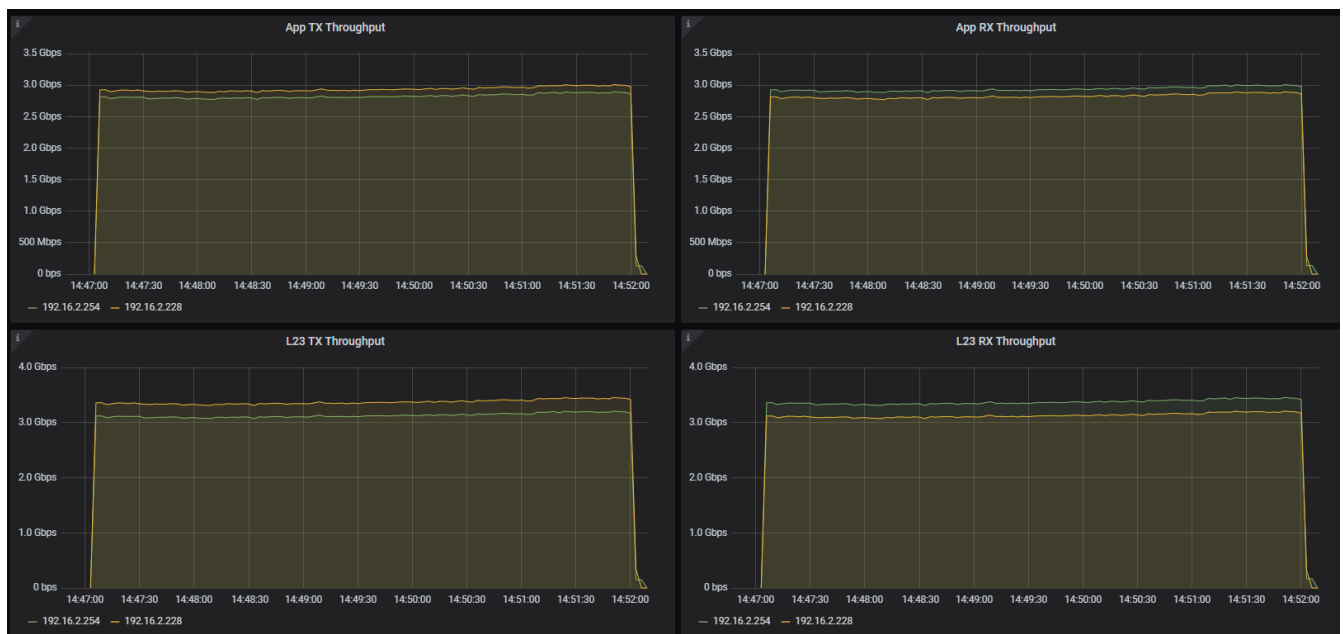 i
App TX Throughput
3.5 Gbps
3.0 Gbps
2.5 Gbps
2.0 Gbps
1.5 Gbps
1.0 Gbps
500 Mbps
0 bps
14:47:00 14:47:30 14:48:00 14:48:30 14:49:00 14:49:30 14:50:00 14:50:30 14:51:00 14:51:30 14:52:00
192.16.2.254 192.16.2.228
i
App RX Throughput
3.5 Gbps
3.0 Gbps
2.5 Gbps
2.0 Gbps
1.5 Gbps
1.0 Gbps
500 Mbps
0 bps
14:47:00 14:47:30 14:48:00 14:48:30 14:49:00 14:49:30 14:50:00 14:50:30 14:51:00 14:51:30 14:52:00
192.16.2.254 192.16.2.228
i
L23 TX Throughput
4.0 Gbps
3.0 Gbps
2.0 Gbps
1.0 Gbps
0 bps
14:47:00 14:47:30 14:48:00 14:48:30 14:49:00 14:49:30 14:50:00 14:50:30 14:51:00 14:51:30 14:52:00
192.16.2.254 192.16.2.228
i
L23 RX Throughput
4.0 Gbps
3.0 Gbps
2.0 Gbps
1.0 Gbps
0 bps
14:47:00 14:47:30 14:48:00 14:48:30 14:49:00 14:49:30 14:50:00 14:50:30 14:51:00 14:51:30 14:52:00
192.16.2.254 192.16.2.228